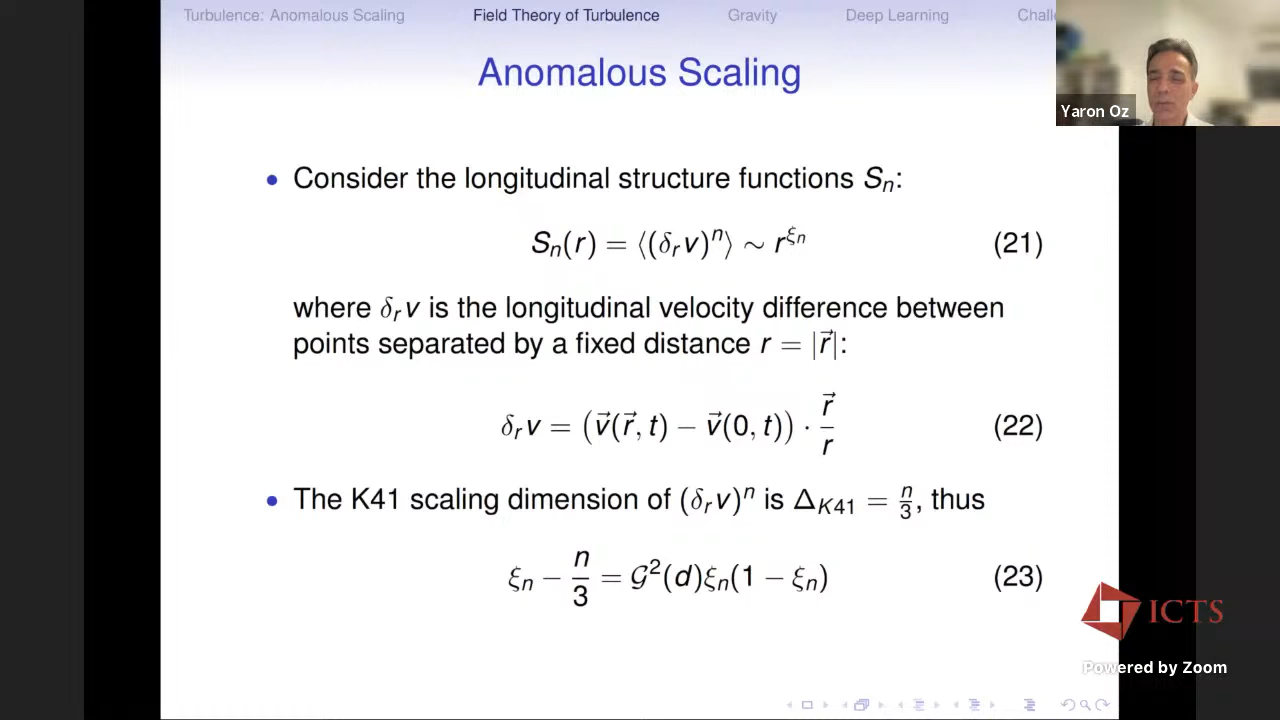 Turbulence: Anomalous Scaling Field Theory of Turbulence Gravity Deep Learning Chall
Anomalous Scaling
Yaron Oz
• Consider the longitudinal structure functions Sₙ:
Sₙ(r) = ⟨(δᵣv)ⁿ⟩ ∼ r^{ξₙ} (21)
where δᵣv is the longitudinal velocity difference between
points separated by a fixed distance r = |r⃗|:
δᵣv = (v⃗(r⃗, t) − v⃗(0, t)) · r⃗/r (22)
• The K41 scaling dimension of (δᵣv)ⁿ is Δ_{K41} = n/3, thus
ξₙ − n/3 = 𝒢²(d)ξₙ(1 − ξₙ) (23)
ICTS
Powered by Zoom